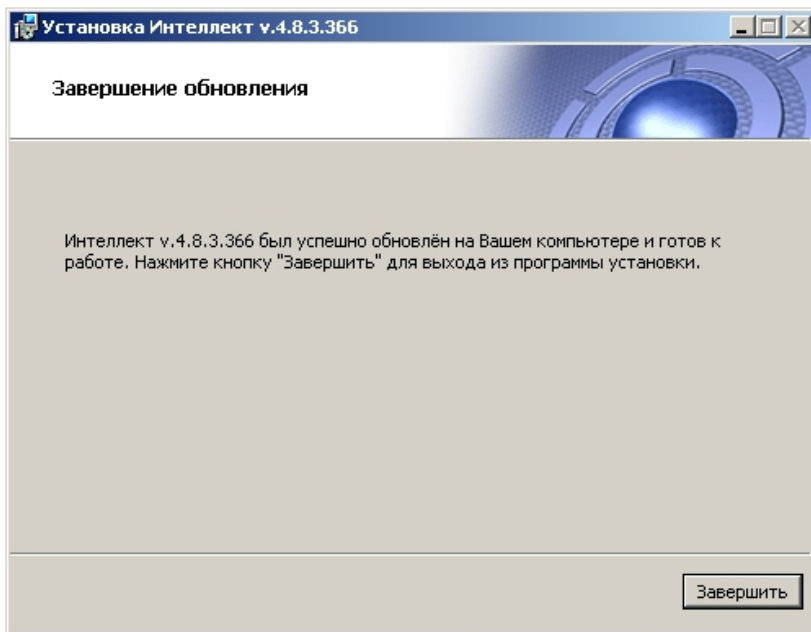 Установка Интеллект v.4.8.3.366
Завершение обновления
Интеллект v.4.8.3.366 был успешно обновлён на Вашем компьютере и готов к
работе. Нажмите кнопку "Завершить" для выхода из программы установки.
Завершить